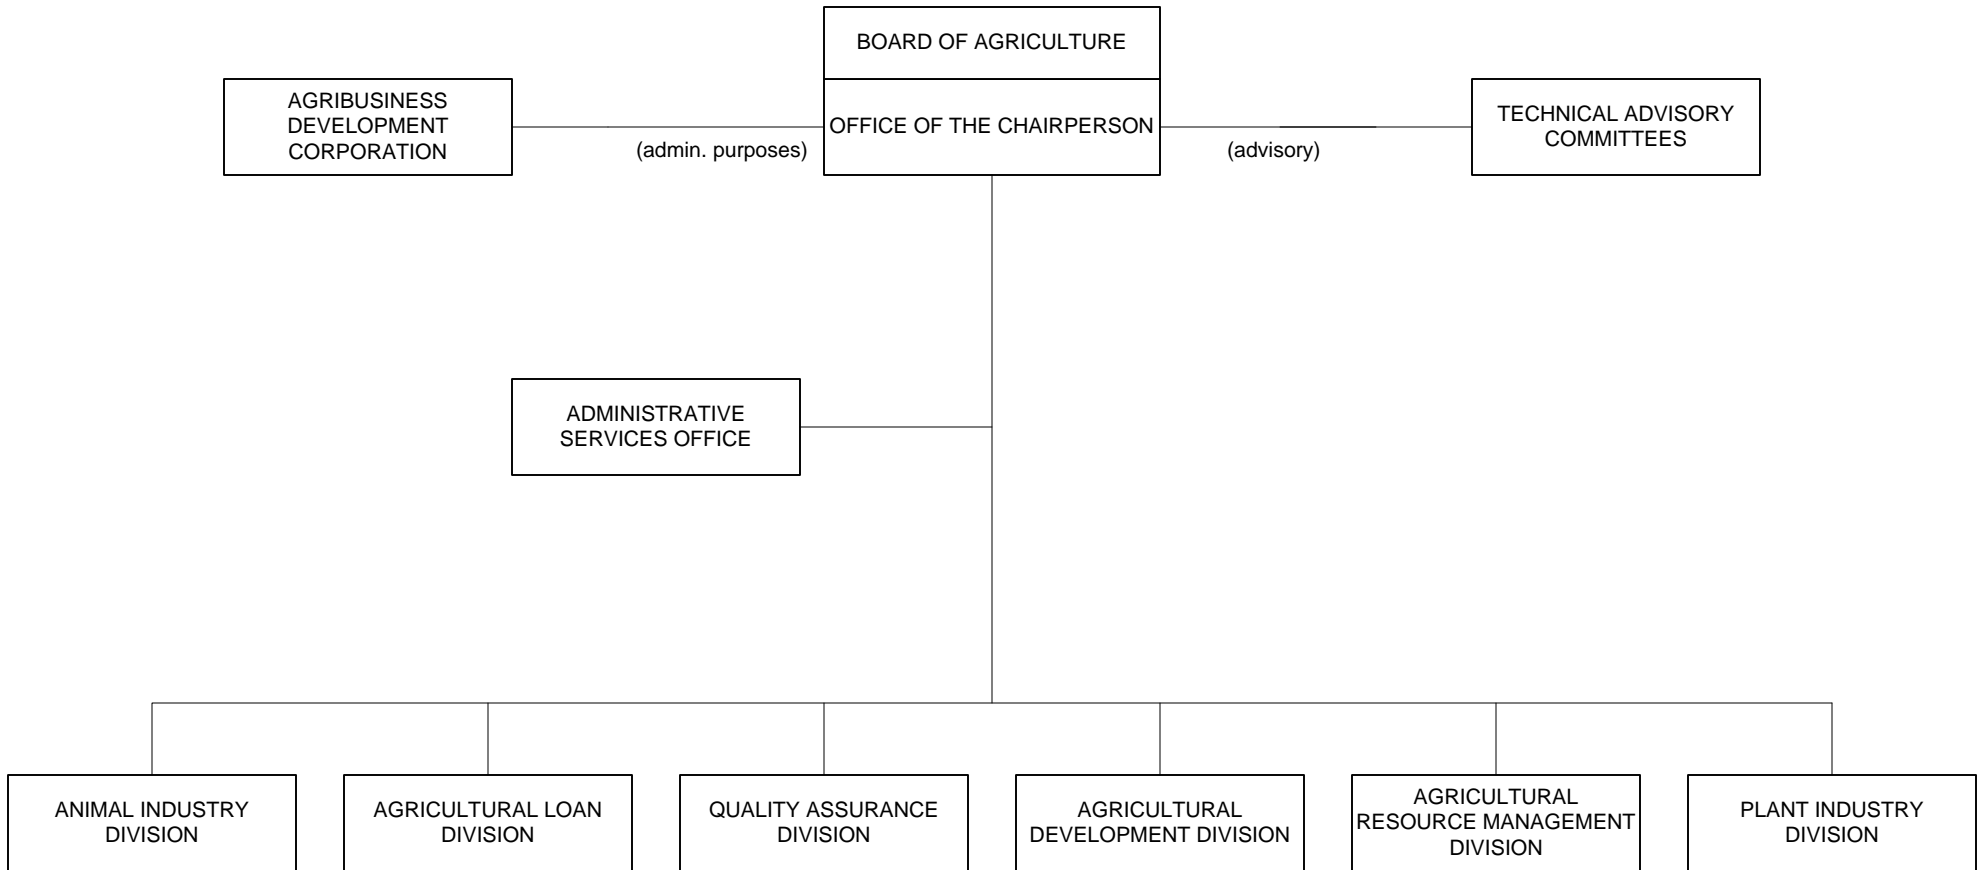 BOARD OF AGRICULTURE
AGRIBUSINESS
DEVELOPMENT
CORPORATION
(admin. purposes)
OFFICE OF THE CHAIRPERSON
(advisory)
TECHNICAL ADVISORY
COMMITTEES
ADMINISTRATIVE
SERVICES OFFICE
ANIMAL INDUSTRY
DIVISION
AGRICULTURAL LOAN
DIVISION
QUALITY ASSURANCE
DIVISION
AGRICULTURAL
DEVELOPMENT DIVISION
AGRICULTURAL
RESOURCE MANAGEMENT
DIVISION
PLANT INDUSTRY
DIVISION